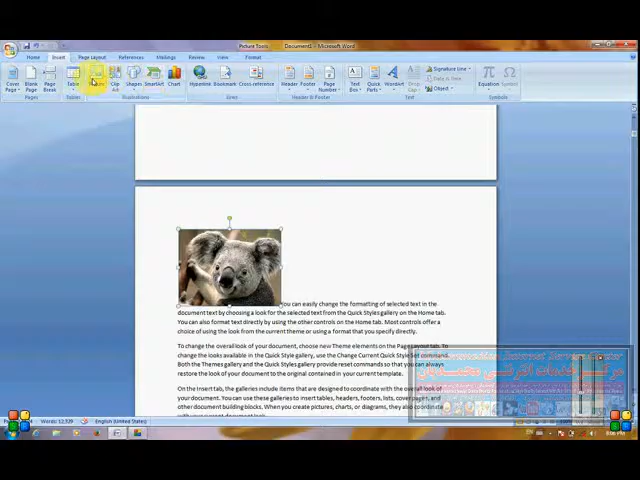 Picture Tools
Document1 - Microsoft Word
Home Insert Page Layout References Mailings Review View Format
Cover Page Blank Page Page Break Table Clip Art Shapes SmartArt Chart Hyperlink Bookmark Cross-reference Header Footer Page Number Text Box Quick Parts WordArt Drop Cap Signature Line Date & Time Object Equation Symbol
Pages Tables Illustrations Links Header & Footer Text Symbols
you can easily change the formatting of selected text in the
document text by choosing a look for the selected text from the Quick Styles gallery on the Home tab.
You can also format text directly by using the other controls on the Home tab. Most controls offer a
choice of using the look from the current theme or using a format that you specify directly.
To change the overall look of your document, choose new Theme elements on the Page Layout tab. To
change the looks available in the Quick Style gallery, use the Change Current Quick Style Set command.
Both the Themes gallery and the Quick Styles gallery provide reset commands so that you can always
restore the look of your document to the original contained in your current template.
On the Insert tab, the galleries include items that are designed to coordinate with the overall look of
your document. You can use these galleries to insert tables, headers, footers, lists, cover pages, and
other document building blocks. When you create pictures, charts, or diagrams, they also coordinate
Words: 12,329
English (United States)
EN